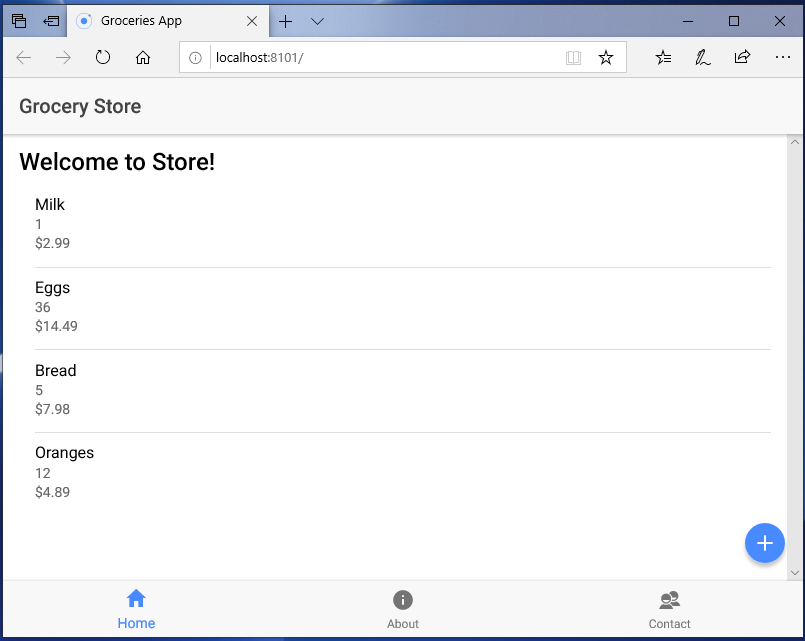 Groceries App
localhost:8101/
Grocery Store
Welcome to Store!
Milk
1
$2.99
Eggs
36
$14.49
Bread
5
$7.98
Oranges
12
$4.89
Home
About
Contact